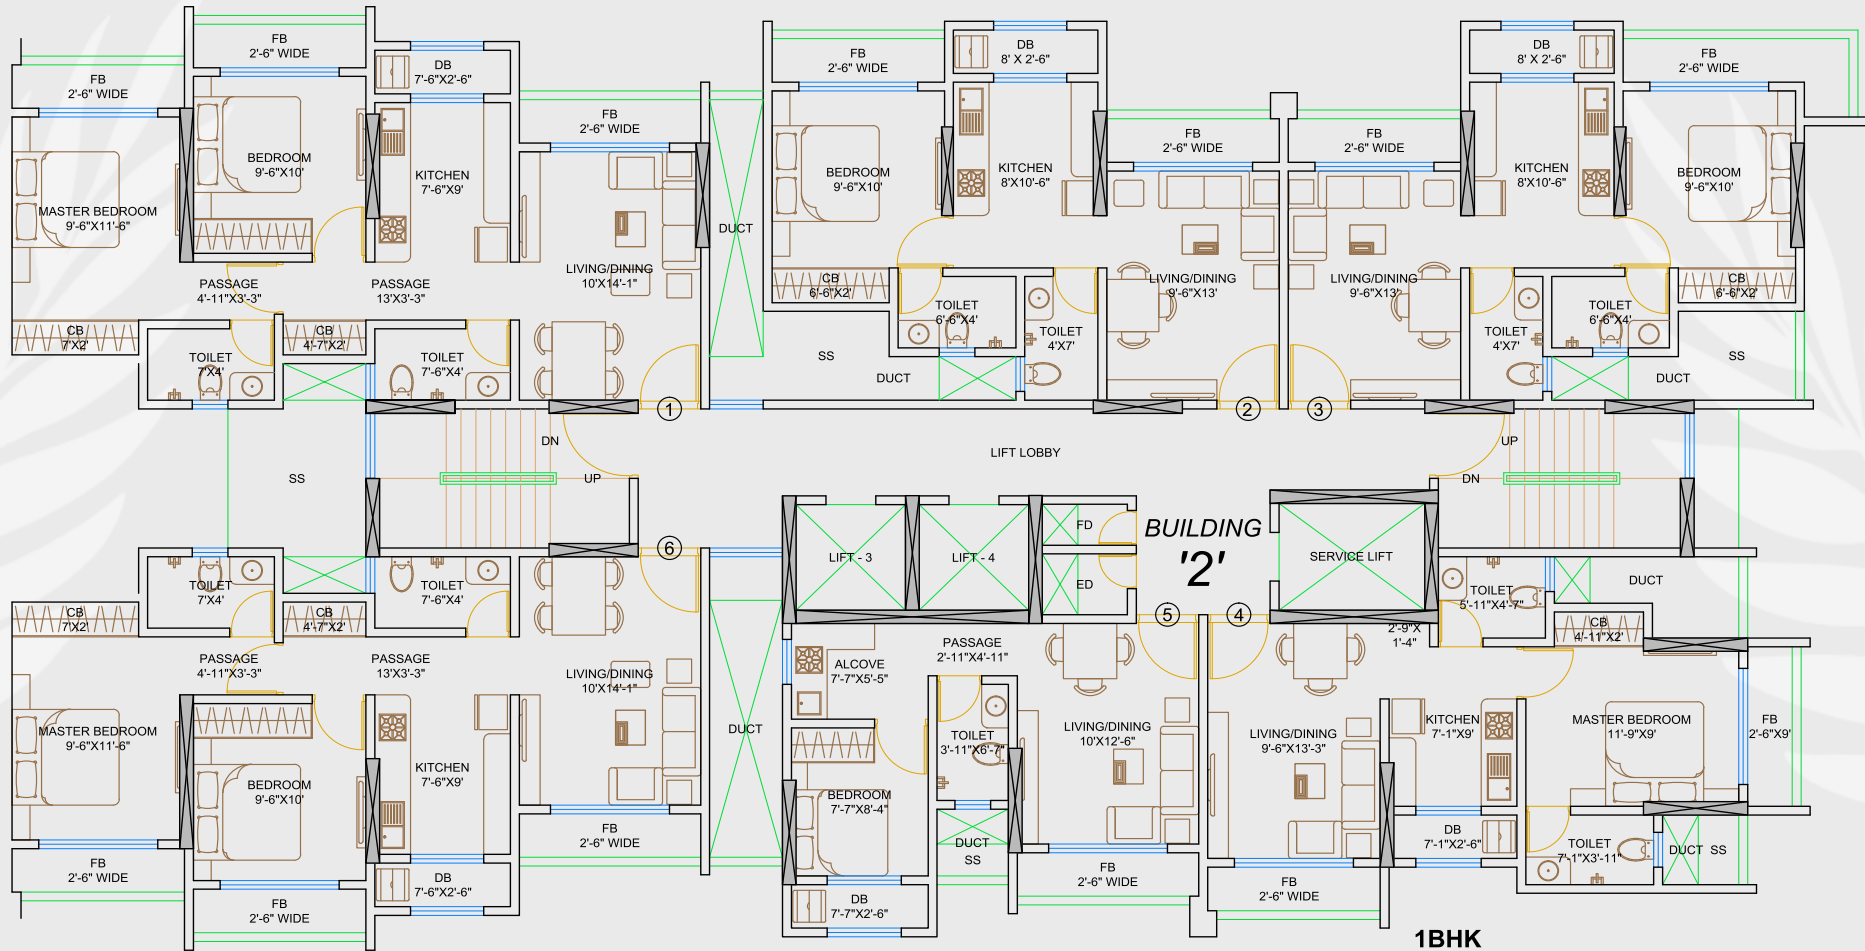 FB
2'-6" WIDE
MASTER BEDROOM
9'-6"X11'-6"
FB
2'-6" WIDE
BEDROOM
9'-6"X10'
DB
7'-6"X2'-6"
KITCHEN
7'-6"X9'
FB
2'-6" WIDE
LIVING/DINING
10'X14'-1"
PASSAGE
4'-11"X3'-3"
PASSAGE
13'X3'-3"
CB
7'X2'
TOILET
7'X4'
CB
4'-7"X2'
TOILET
7'-6"X4'
1
DUCT
FB
2'-6" WIDE
BEDROOM
9'-6"X10'
DB
8' X 2'-6"
KITCHEN
8'X10'-6"
FB
2'-6" WIDE
LIVING/DINING
9'-6"X13'
CB
6'-6"X2'
TOILET
6'-6"X4'
TOILET
4'X7'
SS
DUCT
2
FB
2'-6" WIDE
LIVING/DINING
9'-6"X13'
DB
8' X 2'-6"
KITCHEN
8'X10'-6"
FB
2'-6" WIDE
BEDROOM
9'-6"X10'
CB
6'-6"X2'
TOILET
6'-6"X4'
TOILET
4'X7'
SS
DUCT
3
SS
DN
UP
LIFT LOBBY
UP
DN
LIFT - 3
LIFT - 4
FD
ED
BUILDING
'2'
SERVICE LIFT
6
TOILET
7'X4'
CB
7'X2'
CB
4'-7"X2'
TOILET
7'-6"X4'
PASSAGE
4'-11"X3'-3"
PASSAGE
13'X3'-3"
LIVING/DINING
10'X14'-1"
MASTER BEDROOM
9'-6"X11'-6"
BEDROOM
9'-6"X10'
KITCHEN
7'-6"X9'
FB
2'-6" WIDE
FB
2'-6" WIDE
DB
7'-6"X2'-6"
FB
2'-6" WIDE
DUCT
5
ALCOVE
7'-7"X5'-5"
PASSAGE
2'-11"X4'-11"
TOILET
3'-11"X6'-7"
LIVING/DINING
10'X12'-6"
BEDROOM
7'-7"X8'-4"
DUCT
SS
DB
7'-7"X2'-6"
FB
2'-6" WIDE
4
LIVING/DINING
9'-6"X13'-3"
2'-9"X
1'-4"
TOILET
5'-11"X4'-7"
DUCT
CB
4'-11"X2'
KITCHEN
7'-1"X9'
MASTER BEDROOM
11'-9"X9'
FB
2'-6"X9'
DB
7'-1"X2'-6"
TOILET
7'-1"X3'-11"
DUCT SS
FB
2'-6" WIDE
1BHK